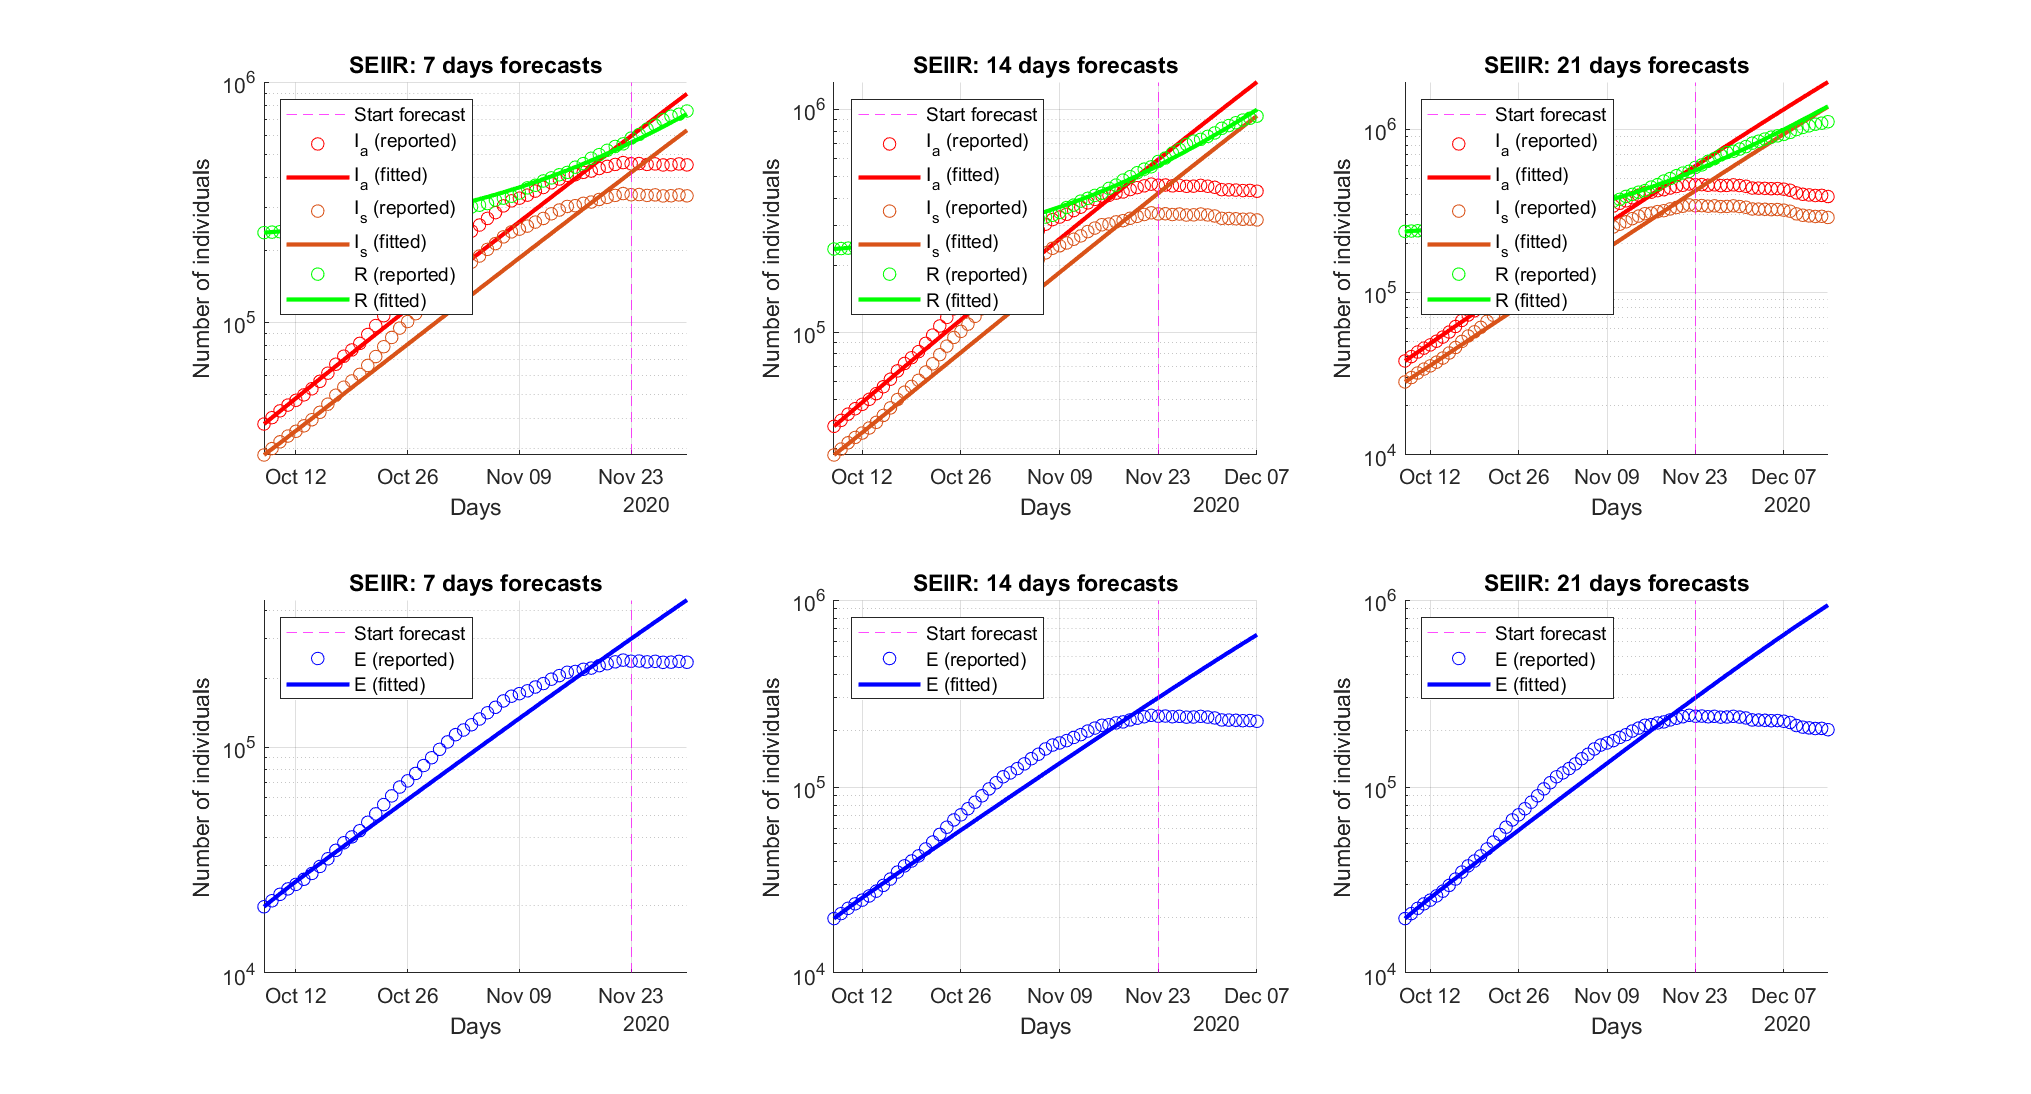 SEIIR: 7 days forecasts
10^6
10^5
Number of individuals
Start forecast
I_a (reported)
I_a (fitted)
I_s (reported)
I_s (fitted)
R (reported)
R (fitted)
Oct 12
Oct 26
Nov 09
Nov 23
Days
2020
SEIIR: 14 days forecasts
10^6
10^5
Number of individuals
Start forecast
I_a (reported)
I_a (fitted)
I_s (reported)
I_s (fitted)
R (reported)
R (fitted)
Oct 12
Oct 26
Nov 09
Nov 23
Dec 07
Days
2020
SEIIR: 21 days forecasts
10^6
10^5
10^4
Number of individuals
Start forecast
I_a (reported)
I_a (fitted)
I_s (reported)
I_s (fitted)
R (reported)
R (fitted)
Oct 12
Oct 26
Nov 09
Nov 23
Dec 07
Days
2020
SEIIR: 7 days forecasts
10^5
10^4
Number of individuals
Start forecast
E (reported)
E (fitted)
Oct 12
Oct 26
Nov 09
Nov 23
Days
2020
SEIIR: 14 days forecasts
10^6
10^5
10^4
Number of individuals
Start forecast
E (reported)
E (fitted)
Oct 12
Oct 26
Nov 09
Nov 23
Dec 07
Days
2020
SEIIR: 21 days forecasts
10^6
10^5
10^4
Number of individuals
Start forecast
E (reported)
E (fitted)
Oct 12
Oct 26
Nov 09
Nov 23
Dec 07
Days
2020